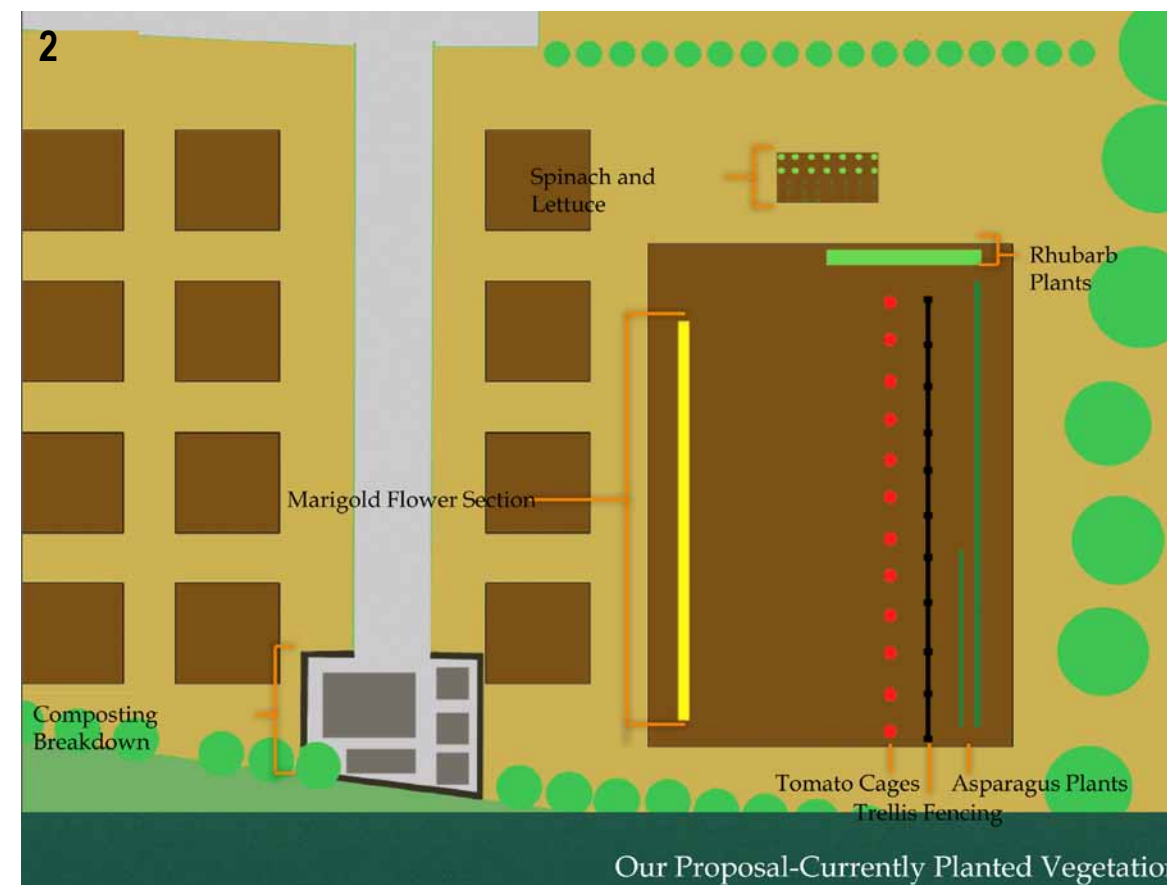 2
Spinach and
Lettuce
Rhubarb
Plants
Marigold Flower Section
Composting
Breakdown
Tomato Cages
Asparagus Plants
Trellis Fencing
Our Proposal-Currently Planted Vegetatio